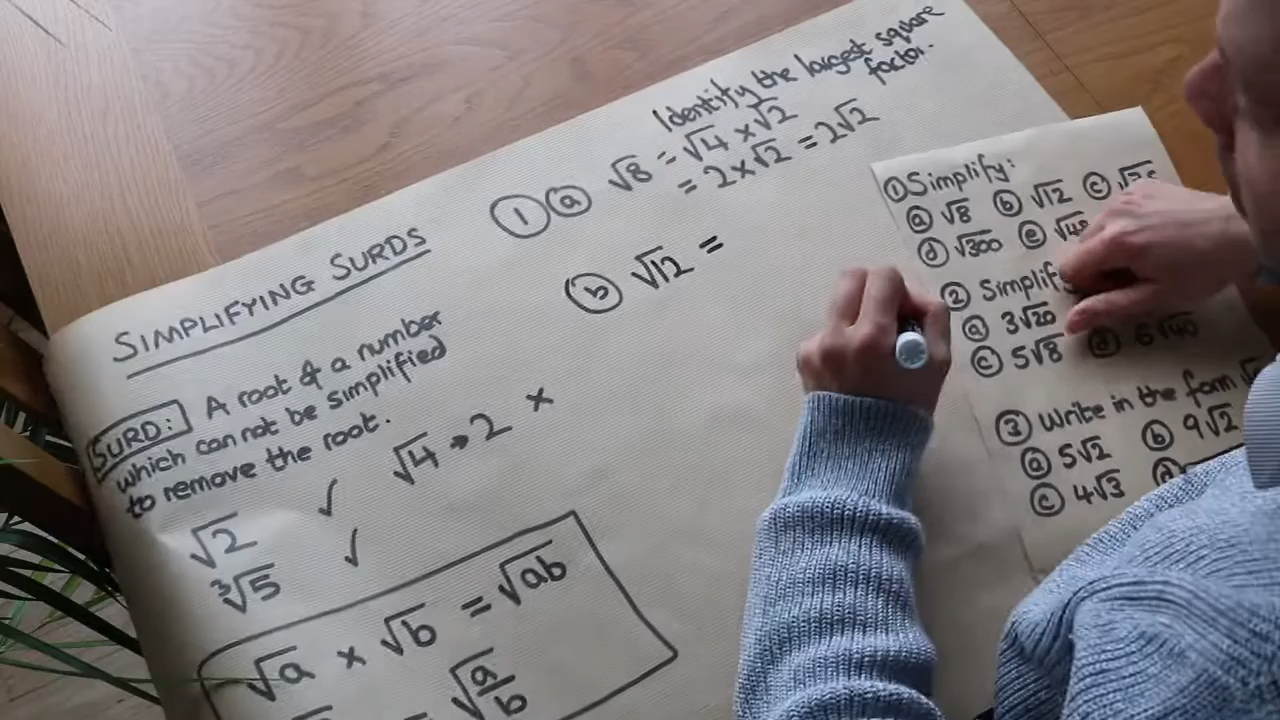 SIMPLIFYING SURDS
SURD: A root of a number
which can not be simplified
to remove the root.
√2 ✓
√4 → 2 ×
³√5 ✓
√a × √b = √ab
√a/b
Identify the largest square
factor.
① ⓐ √8 = √4 × √2
= 2×√2 = 2√2
ⓑ √12 =
① Simplify:
ⓐ √8 ⓑ √12 ⓒ
ⓓ √300 ⓔ
② Simplify
ⓐ 3√20
ⓒ 5√8 ⓓ 6√40
③ Write in the form
ⓐ 5√2 ⓑ 9√2
ⓒ 4√3 ⓓ